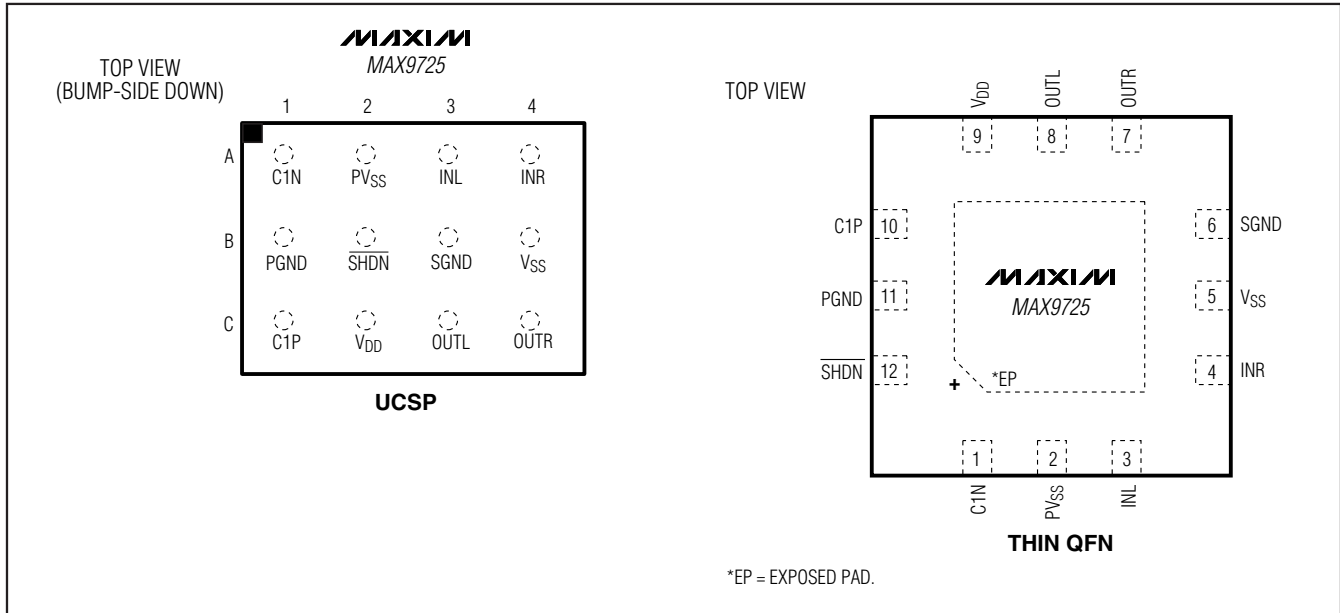 MAXIM
MAX9725
TOP VIEW
(BUMP-SIDE DOWN)
1 2 3 4
A
C1N PVSS INL INR
B
PGND SHDN SGND VSS
C
C1P VDD OUTL OUTR
UCSP
TOP VIEW
VDD OUTL OUTR
9 8 7
C1P 10 6 SGND
PGND 11 5 VSS
SHDN 12 4 INR
MAXIM
MAX9725
+ *EP
1 2 3
C1N PVSS INL
THIN QFN
*EP = EXPOSED PAD.